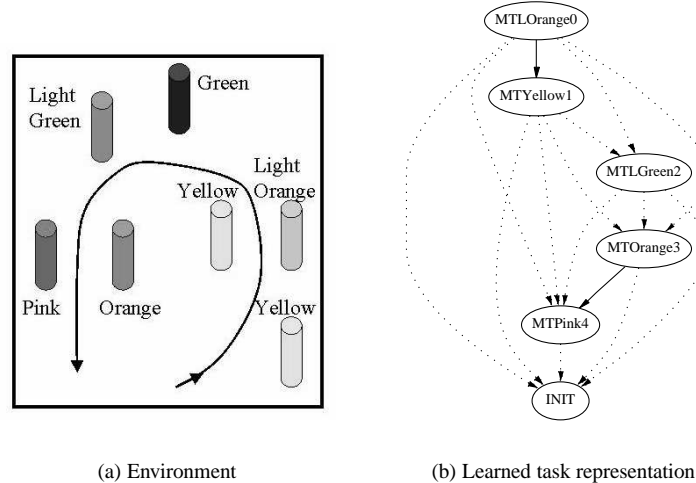 Green
Light
Green
Light
Orange
Yellow
Pink
Orange
Yellow
(a) Environment
MTLOrange0
MTYellow1
MTLGreen2
MTOrange3
MTPink4
INIT
(b) Learned task representation